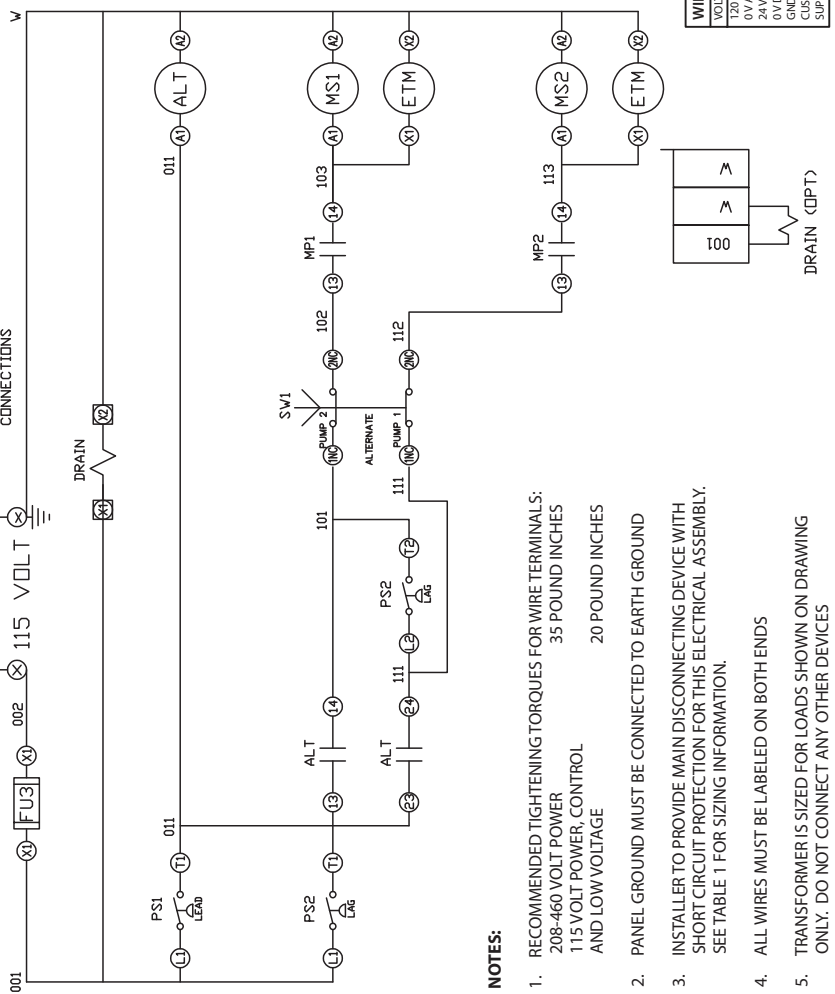 CONNECTIONS
001 X1 FU3 X1 002 X 115 VOLT X W
DRAIN
X1 X2
PS1 011 011
L1 LEAD T1 A1 ALT A2
PS2 ALT 101 SW1 102 MP1 103
L1 LAG T1 13 14 1NC PUMP 2 2NC 13 14 A1 MS1 A2
ALTERNATE
ALT 111 PS2 111 PUMP 1 112
23 24 L2 LAG T2 1NC 2NC X1 ETM X2
MP2 113
13 14 A1 MS2 A2
X1 ETM X2
NOTES:
1. RECOMMENDED TIGHTENING TORQUES FOR WIRE TERMINALS:
208-460 VOLT POWER 35 POUND INCHES
115 VOLT POWER, CONTROL
AND LOW VOLTAGE 20 POUND INCHES
2. PANEL GROUND MUST BE CONNECTED TO EARTH GROUND
3. INSTALLER TO PROVIDE MAIN DISCONNECTING DEVICE WITH
SHORT CIRCUIT PROTECTION FOR THIS ELECTRICAL ASSEMBLY.
SEE TABLE 1 FOR SIZING INFORMATION.
4. ALL WIRES MUST BE LABELED ON BOTH ENDS
5. TRANSFORMER IS SIZED FOR LOADS SHOWN ON DRAWING
ONLY. DO NOT CONNECT ANY OTHER DEVICES
001 W W
DRAIN (OPT)
120
24 V
GND